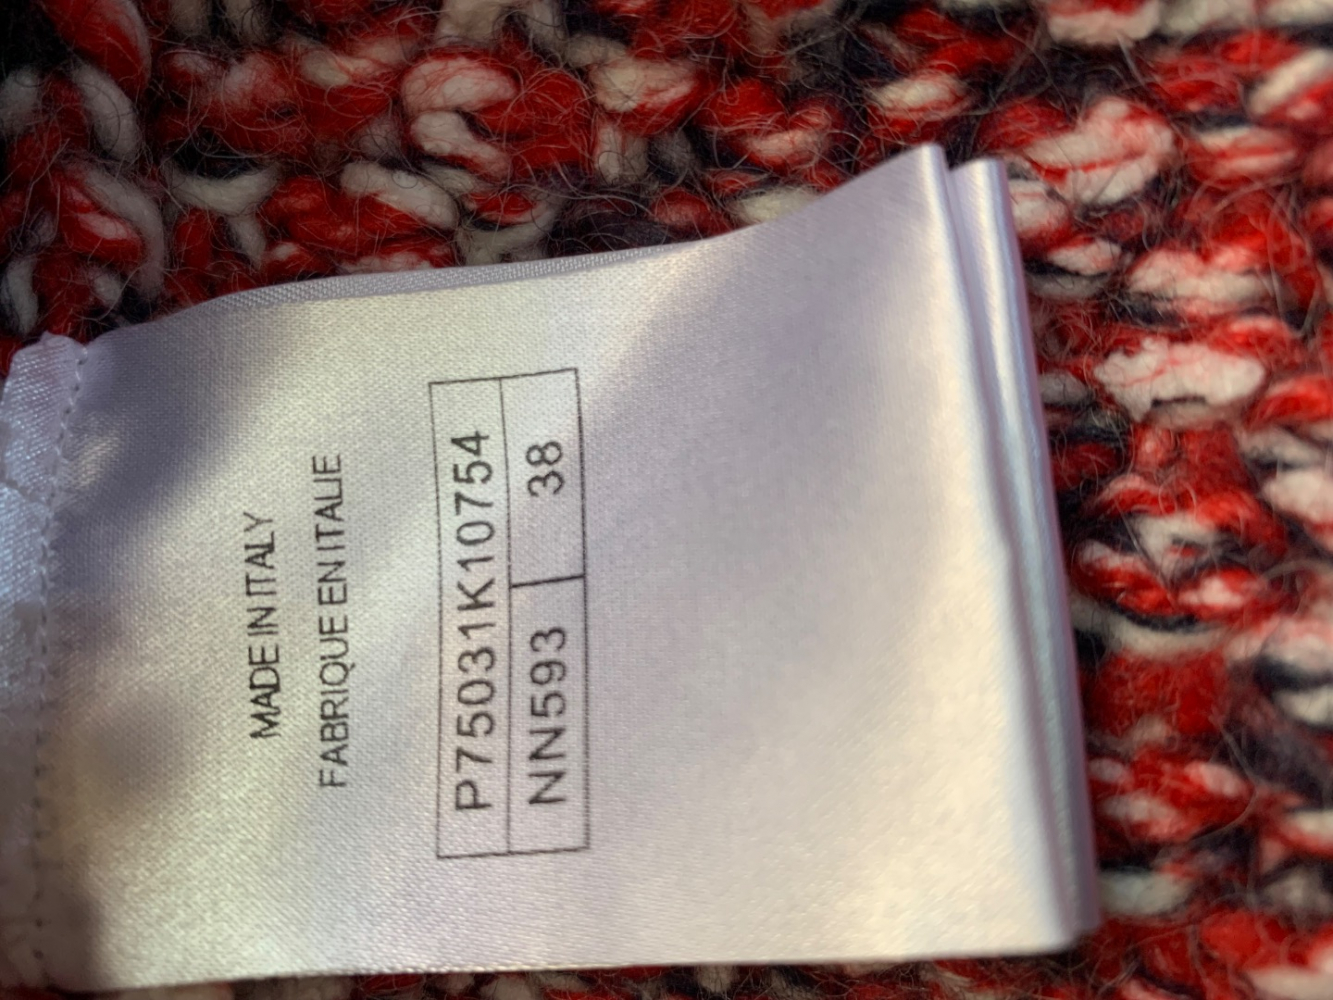 MADE IN ITALY
FABRIQUE EN ITALIE
P75031K10754
NN593 38